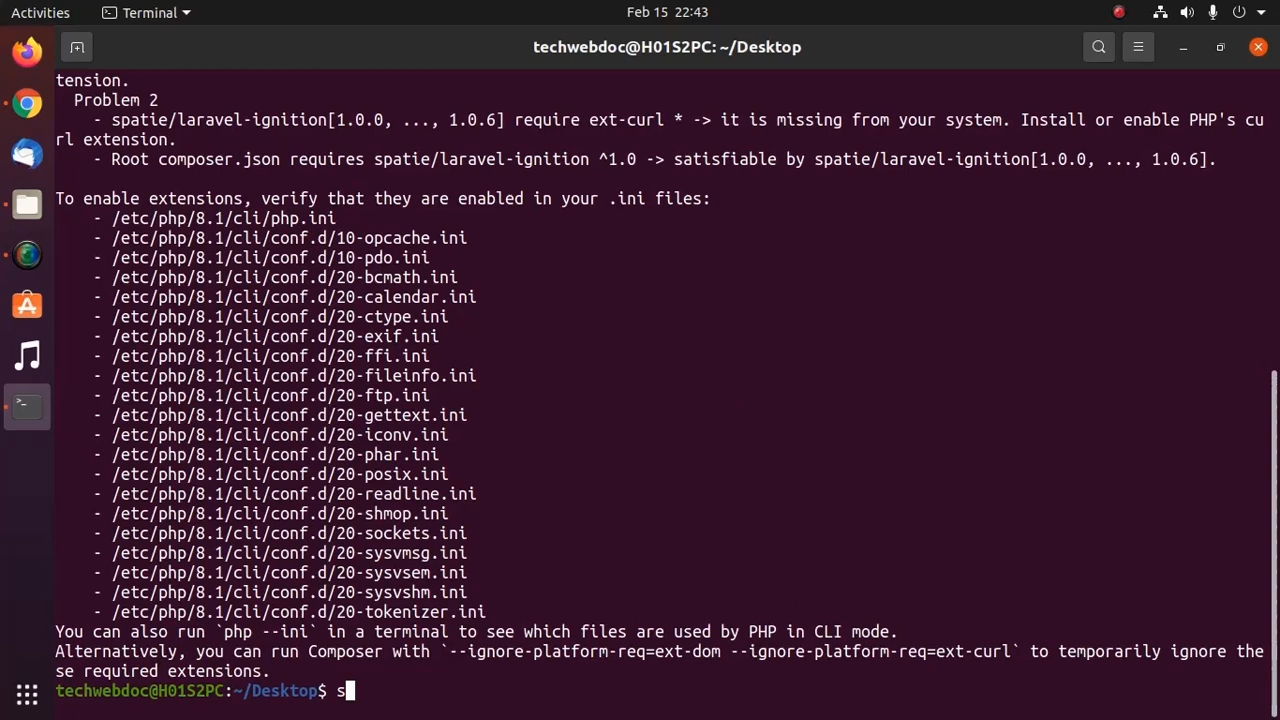 Activities
Terminal
Feb 15 22:43
techwebdoc@H01S2PC: ~/Desktop
tension.
Problem 2
- spatie/laravel-ignition[1.0.0, ..., 1.0.6] require ext-curl * -> it is missing from your system. Install or enable PHP's cu
rl extension.
- Root composer.json requires spatie/laravel-ignition ^1.0 -> satisfiable by spatie/laravel-ignition[1.0.0, ..., 1.0.6].
To enable extensions, verify that they are enabled in your .ini files:
- /etc/php/8.1/cli/php.ini
- /etc/php/8.1/cli/conf.d/10-opcache.ini
- /etc/php/8.1/cli/conf.d/10-pdo.ini
- /etc/php/8.1/cli/conf.d/20-bcmath.ini
- /etc/php/8.1/cli/conf.d/20-calendar.ini
- /etc/php/8.1/cli/conf.d/20-ctype.ini
- /etc/php/8.1/cli/conf.d/20-exif.ini
- /etc/php/8.1/cli/conf.d/20-ffi.ini
- /etc/php/8.1/cli/conf.d/20-fileinfo.ini
- /etc/php/8.1/cli/conf.d/20-ftp.ini
- /etc/php/8.1/cli/conf.d/20-gettext.ini
- /etc/php/8.1/cli/conf.d/20-iconv.ini
- /etc/php/8.1/cli/conf.d/20-phar.ini
- /etc/php/8.1/cli/conf.d/20-posix.ini
- /etc/php/8.1/cli/conf.d/20-readline.ini
- /etc/php/8.1/cli/conf.d/20-shmop.ini
- /etc/php/8.1/cli/conf.d/20-sockets.ini
- /etc/php/8.1/cli/conf.d/20-sysvmsg.ini
- /etc/php/8.1/cli/conf.d/20-sysvsem.ini
- /etc/php/8.1/cli/conf.d/20-sysvshm.ini
- /etc/php/8.1/cli/conf.d/20-tokenizer.ini
You can also run `php --ini` in a terminal to see which files are used by PHP in CLI mode.
Alternatively, you can run Composer with `--ignore-platform-req=ext-dom --ignore-platform-req=ext-curl` to temporarily ignore the
se required extensions.
techwebdoc@H01S2PC:~/Desktop$ s